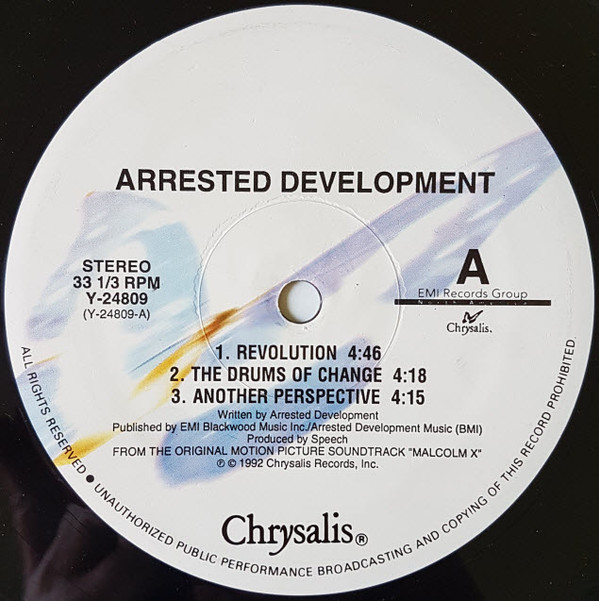 ARRESTED DEVELOPMENT
STEREO
33 1/3 RPM
Y-24809
(Y-24809-A)
A
EMI Records Group
North America
Chrysalis.
1. REVOLUTION 4:46
2. THE DRUMS OF CHANGE 4:18
3. ANOTHER PERSPECTIVE 4:15
Written by Arrested Development
Published by EMI Blackwood Music Inc./Arrested Development Music (BMI)
Produced by Speech
FROM THE ORIGINAL MOTION PICTURE SOUNDTRACK "MALCOLM X"
℗ © 1992 Chrysalis Records, Inc.
Chrysalis®
ALL RIGHTS RESERVED ● UNAUTHORIZED PUBLIC PERFORMANCE BROADCASTING AND COPYING OF THIS RECORD PROHIBITED.